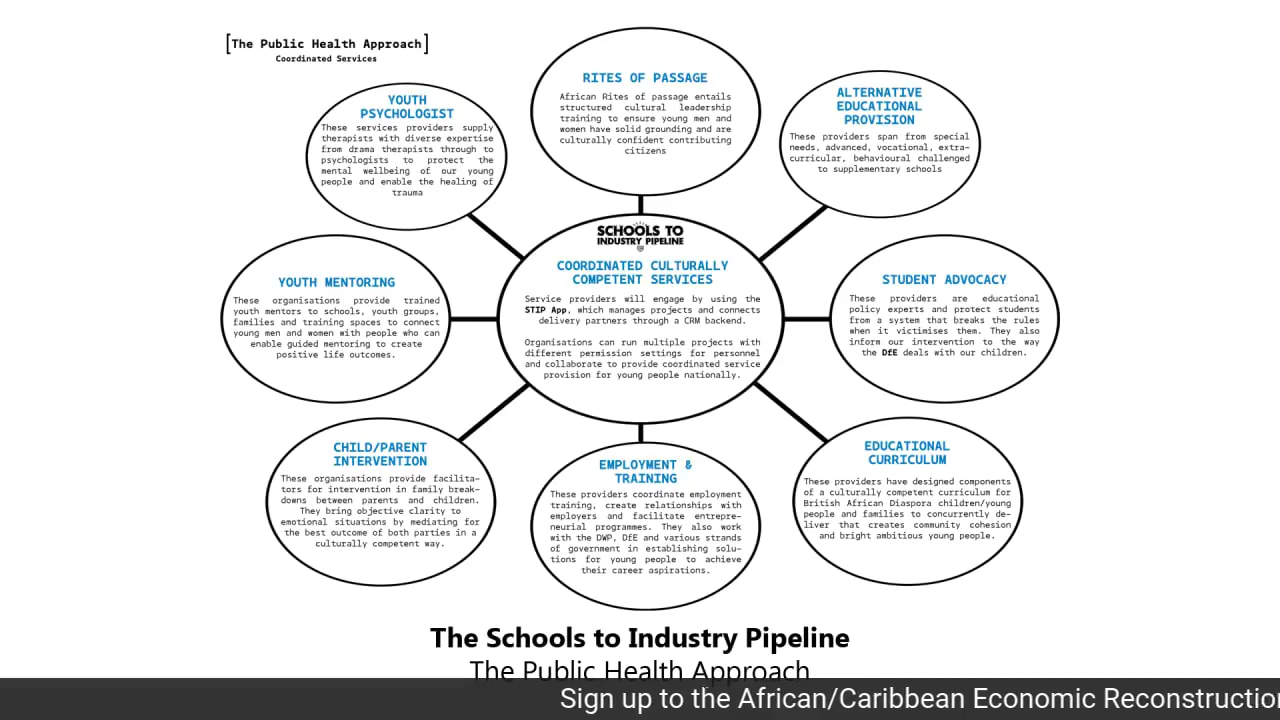 [The Public Health Approach]
Coordinated Services
RITES OF PASSAGE
African Rites of passage entails
structured cultural leadership
training to ensure young men and
women have solid grounding and are
culturally confident contributing
citizens
YOUTH
PSYCHOLOGIST
These services providers supply
therapists with diverse expertise
from drama therapists through to
psychologists to protect the
mental wellbeing of our young
people and enable the healing of
trauma
ALTERNATIVE
EDUCATIONAL
PROVISION
These providers span from special
needs, advanced, vocational, extra-
curricular, behavioural challenged
to supplementary schools
SCHOOLS TO
INDUSTRY PIPELINE
COORDINATED CULTURALLY
COMPETENT SERVICES
Service providers will engage by using the
STIP App, which manages projects and connects
delivery partners through a CRM backend.
Organisations can run multiple projects with
different permission settings for personnel
and collaborate to provide coordinated service
provision for young people nationally.
YOUTH MENTORING
These organisations provide trained
youth mentors to schools, youth groups,
families and training spaces to connect
young men and women with people who can
enable guided mentoring to create
positive life outcomes.
STUDENT ADVOCACY
These providers are educational
policy experts and protect students
from a system that breaks the rules
when it victimises them. They also
inform our intervention to the way
the DfE deals with our children.
CHILD/PARENT
INTERVENTION
These organisations provide facilita-
tors for intervention in family break-
downs between parents and children.
They bring objective clarity to
emotional situations by mediating for
the best outcome of both parties in a
culturally competent way.
EMPLOYMENT &
TRAINING
These providers coordinate employment
training, create relationships with
employers and facilitate entrepre-
neurial programmes. They also work
with the DWP, DfE and various strands
of government in establishing solu-
tions for young people to achieve
their career aspirations.
EDUCATIONAL
CURRICULUM
These providers have designed components
of a culturally competent curriculum for
British African Diaspora children/young
people and families to concurrently de-
liver that creates community cohesion
and bright ambitious young people.
The Schools to Industry Pipeline
The Public Health Approach
Sign up to the African/Caribbean Economic Reconstructio